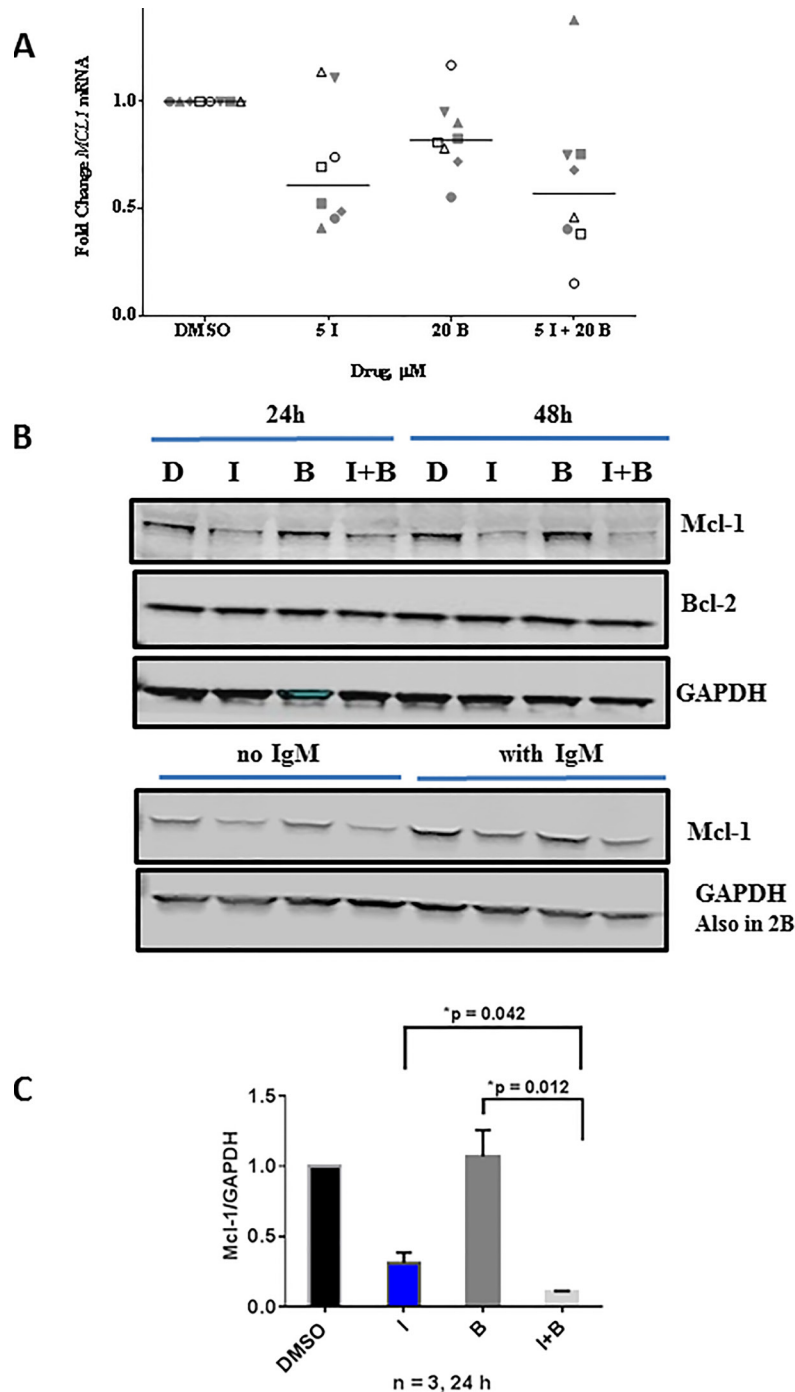 A
Fold Change MCL1 mRNA
1.0
0.5
0.0
DMSO 5 I 20 B 5 I + 20 B
Drug, µM
B
24h 48h
D I B I+B D I B I+B
Mcl-1
Bcl-2
GAPDH
no IgM with IgM
Mcl-1
GAPDH
Also in 2B
C
*p = 0.042
*p = 0.012
Mcl-1/GAPDH
1.5
1.0
0.5
0.0
DMSO I B I+B
n = 3, 24 h